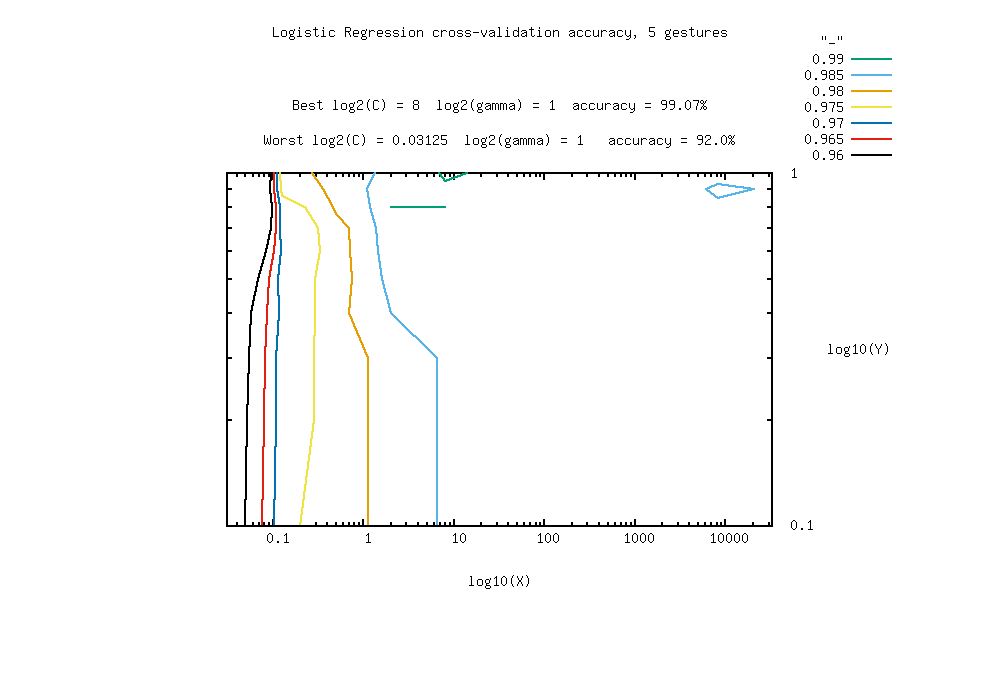 Logistic Regression cross-validation accuracy, 5 gestures
"_"
0.99
0.985
0.98
0.975
0.97
0.965
0.96
Best log2(C) = 8  log2(gamma) = 1  accuracy = 99.07%
Worst log2(C) = 0.03125  log2(gamma) = 1   accuracy = 92.0%
1
log10(Y)
0.1
0.1 1 10 100 1000 10000
log10(X)